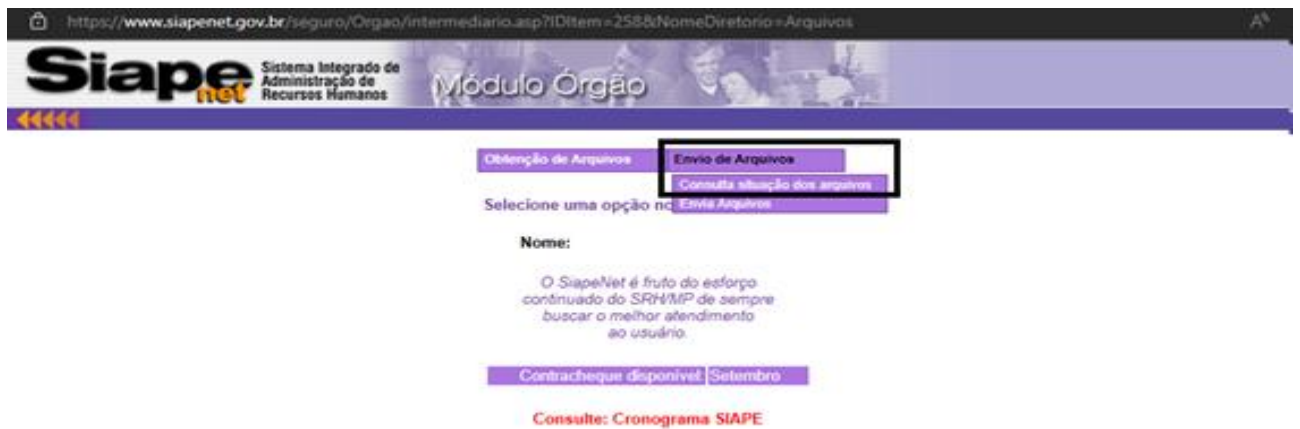 https://www.siapenet.gov.br/seguro/Orgao/intermediario.asp?IDItem=258&NomeDiretorio=Arquivos
Siape net
Sistema Integrado de
Administração de
Recursos Humanos
Módulo Órgão
Obtenção de Arquivos
Envio de Arquivos
Consulta situação dos arquivos
Envia Arquivos
Selecione uma opção no
Nome:
O SiapeNet é fruto do esforço
continuado do SRH/MP de sempre
buscar o melhor atendimento
ao usuário.
Contracheque disponível: Setembro
Consulte: Cronograma SIAPE